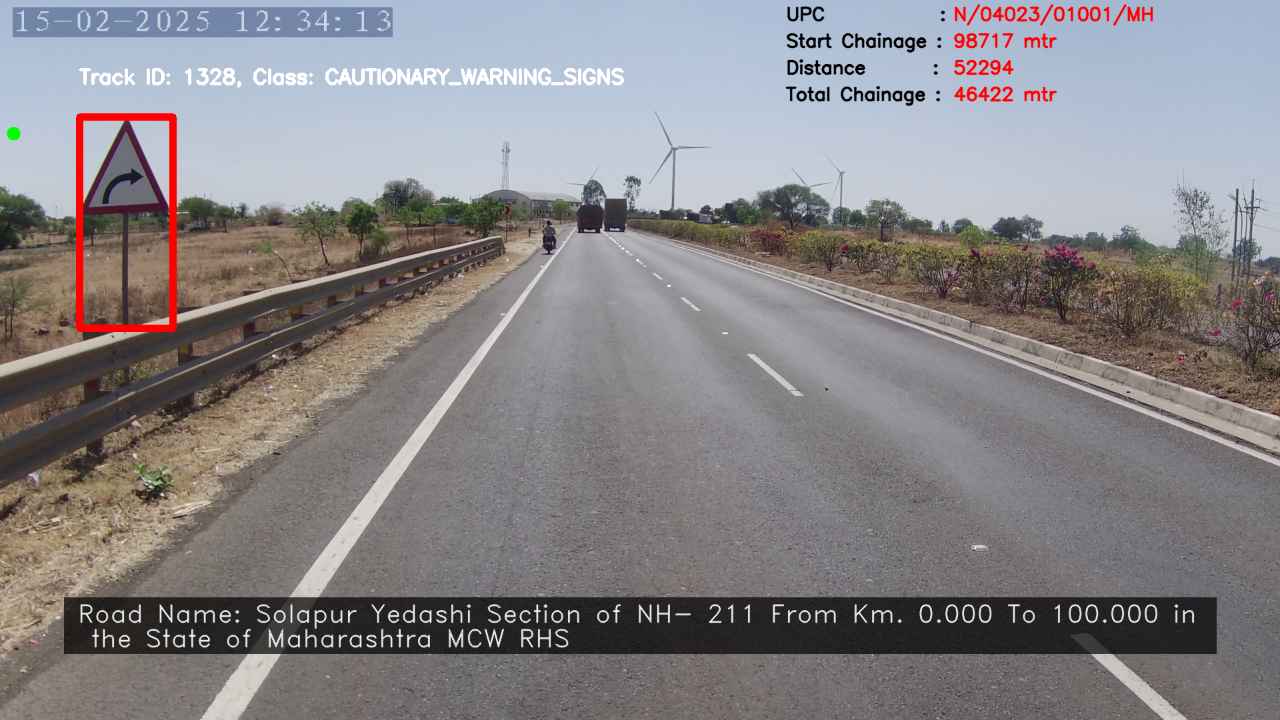 15-02-2025 12:34:13
UPC : N/04023/01001/MH
Start Chainage : 98717 mtr
Distance : 52294
Total Chainage : 46422 mtr
Track ID: 1328, Class: CAUTIONARY_WARNING_SIGNS
Road Name: Solapur Yedashi Section of NH- 211 From Km. 0.000 To 100.000 in
the State of Maharashtra MCW RHS